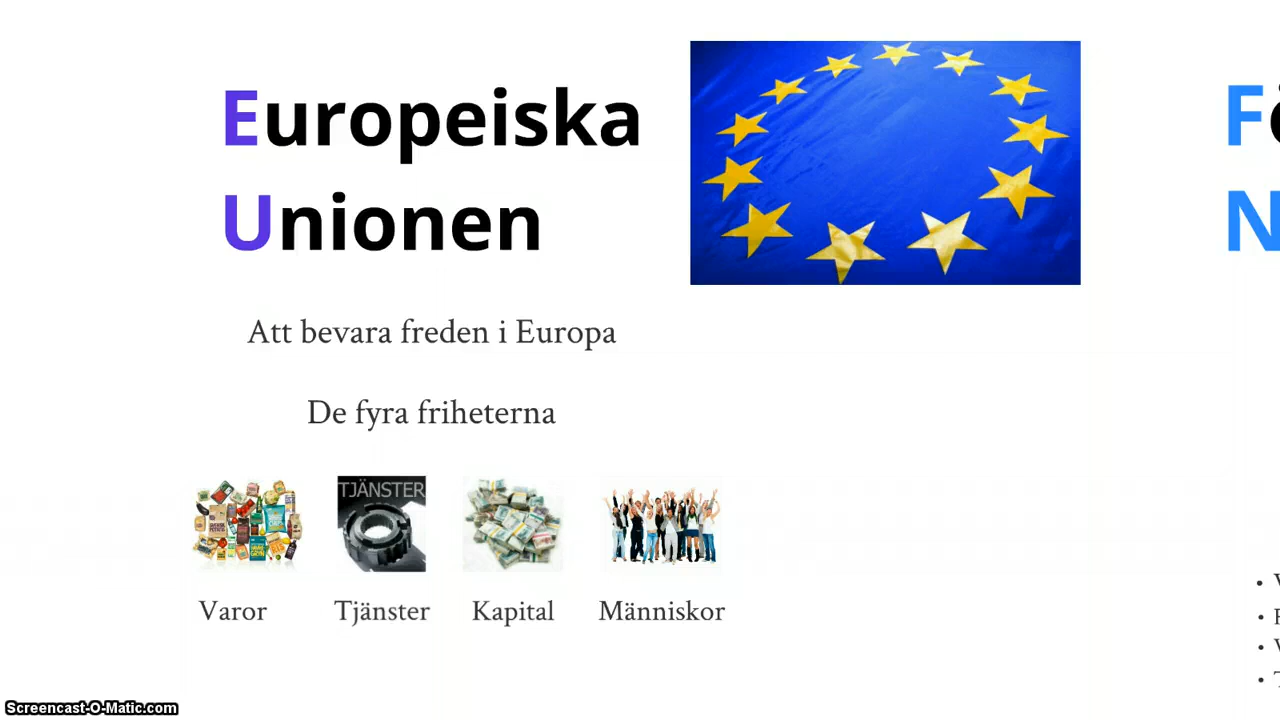 Europeiska
Unionen
Att bevara freden i Europa
De fyra friheterna
TJÄNSTER
Varor
Tjänster
Kapital
Människor
Screencast-O-Matic.com